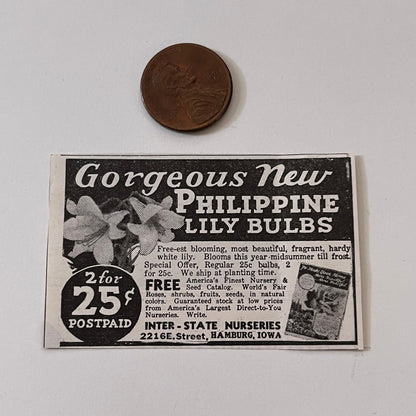 Gorgeous New
PHILIPPINE
LILY BULBS
Free-est blooming, most beautiful, fragrant, hardy
white lily. Blooms this year-midsummer till frost.
Special Offer, Regular 25c bulbs, 2
for 25c. We ship at planting time.
FREE America's Finest Nursery &
Seed Catalog. World's Fair
Roses, shrubs, fruits, seeds, in natural
colors. Guaranteed stock at low prices
from America's Largest Direct-to-You
Nurseries. Write.
INTER-STATE NURSERIES
2216E. Street, HAMBURG, IOWA
2 for
25¢
POSTPAID